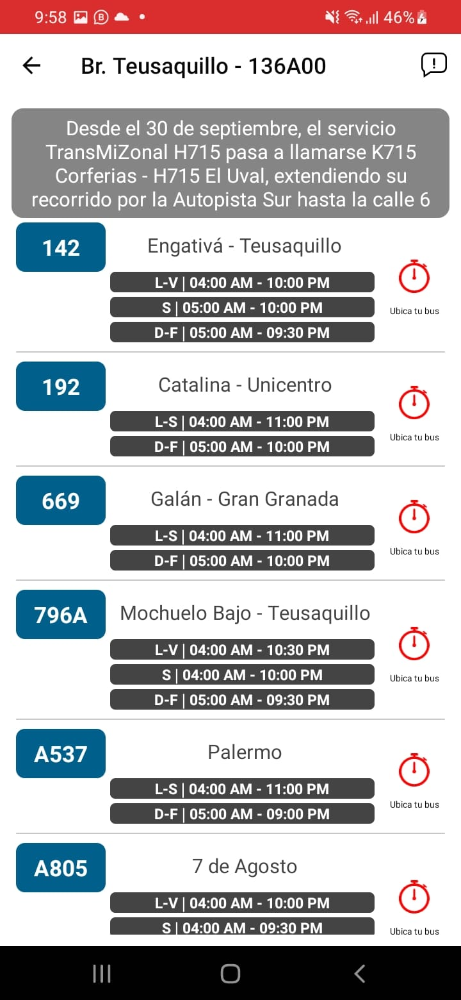 9:58
46%
Br. Teusaquillo - 136A00
Desde el 30 de septiembre, el servicio
TransMiZonal H715 pasa a llamarse K715
Corferias - H715 El Uval, extendiendo su
recorrido por la Autopista Sur hasta la calle 6
142
Engativá - Teusaquillo
L-V | 04:00 AM - 10:00 PM
S | 05:00 AM - 10:00 PM
D-F | 05:00 AM - 09:30 PM
Ubica tu bus
192
Catalina - Unicentro
L-S | 04:00 AM - 11:00 PM
D-F | 05:00 AM - 10:00 PM
Ubica tu bus
669
Galán - Gran Granada
L-S | 04:00 AM - 11:00 PM
D-F | 05:00 AM - 10:00 PM
Ubica tu bus
796A
Mochuelo Bajo - Teusaquillo
L-V | 04:00 AM - 10:30 PM
S | 04:00 AM - 10:00 PM
D-F | 05:00 AM - 09:30 PM
Ubica tu bus
A537
Palermo
L-S | 04:00 AM - 11:00 PM
D-F | 05:00 AM - 09:00 PM
Ubica tu bus
A805
7 de Agosto
L-V | 04:00 AM - 10:00 PM
S | 04:00 AM - 09:30 PM
Ubica tu bus